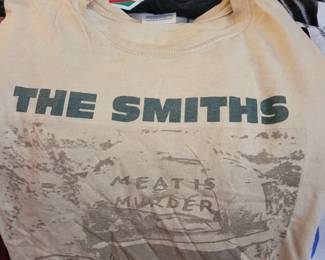 THE SMITHS
MEAT IS
MURDER